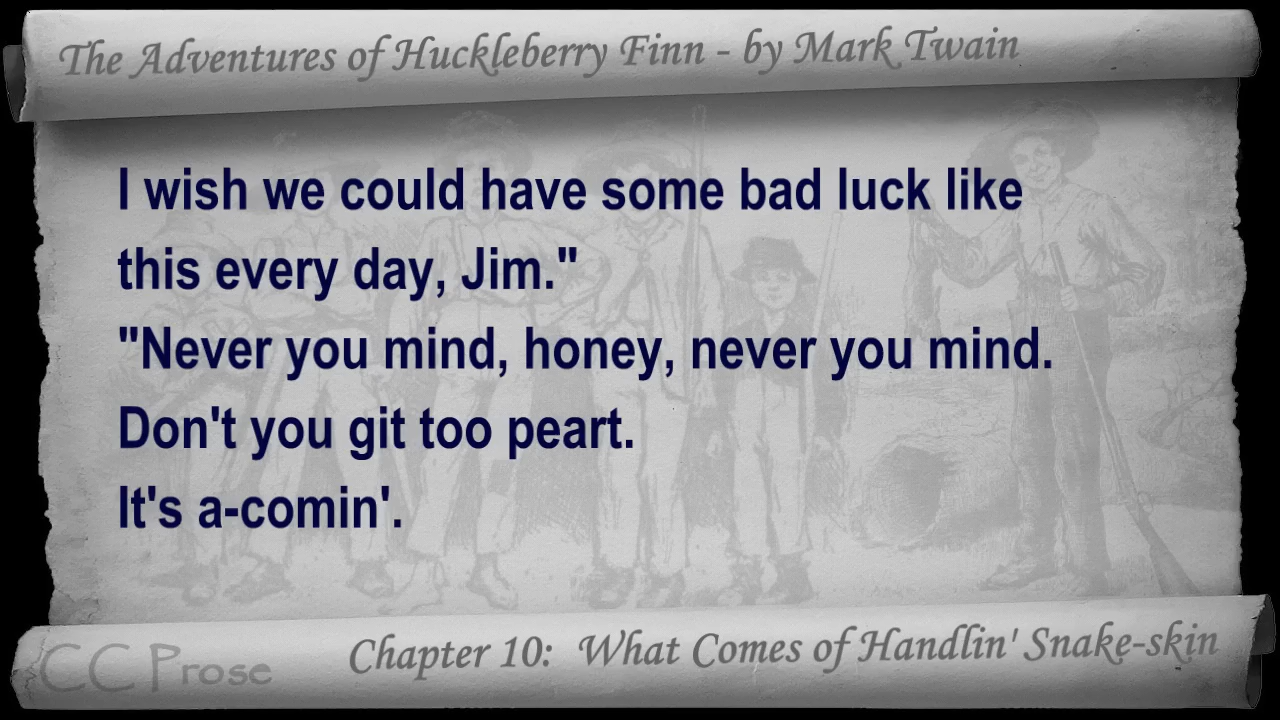 The Adventures of Huckleberry Finn - by Mark Twain
I wish we could have some bad luck like
this every day, Jim."
"Never you mind, honey, never you mind.
Don't you git too peart.
It's a-comin'.
CC Prose
Chapter 10: What Comes of Handlin' Snake-skin